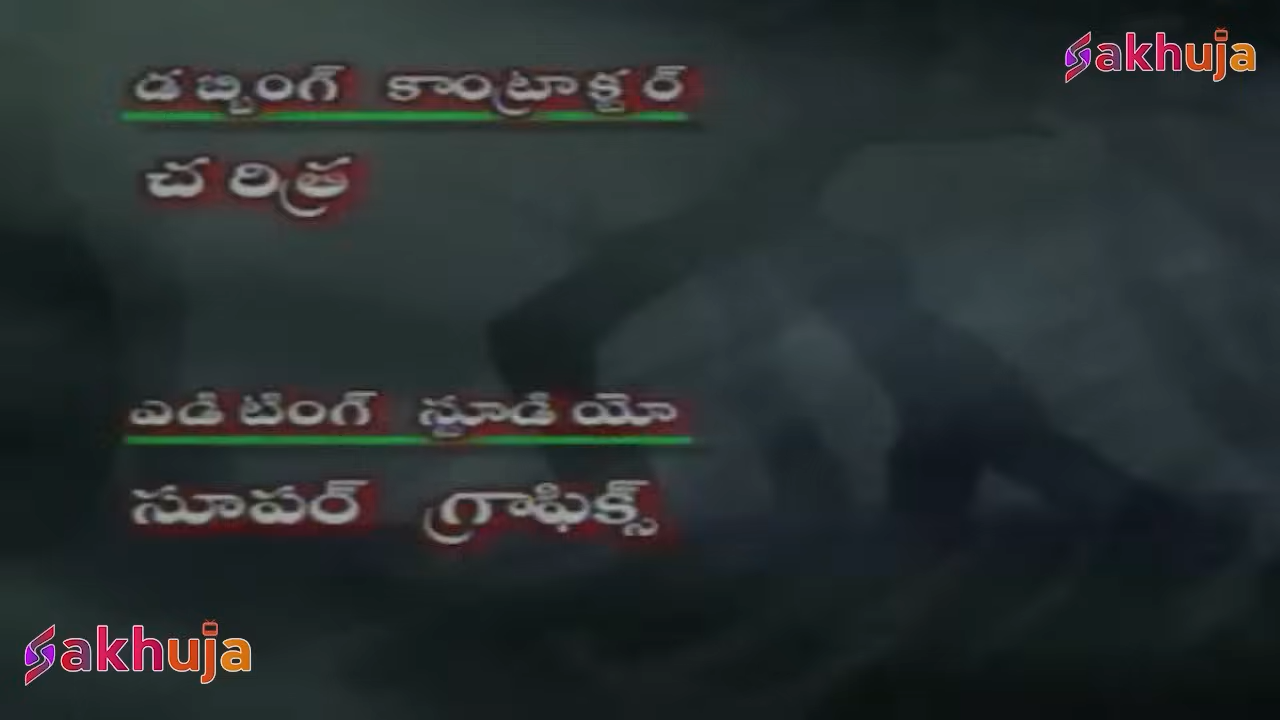 Sakhuja
డబ్బింగ్ కాంట్రాక్టర్
చరిత్ర
ఎడిటింగ్ స్టూడియో
సూపర్ గ్రాఫిక్స్
Sakhuja